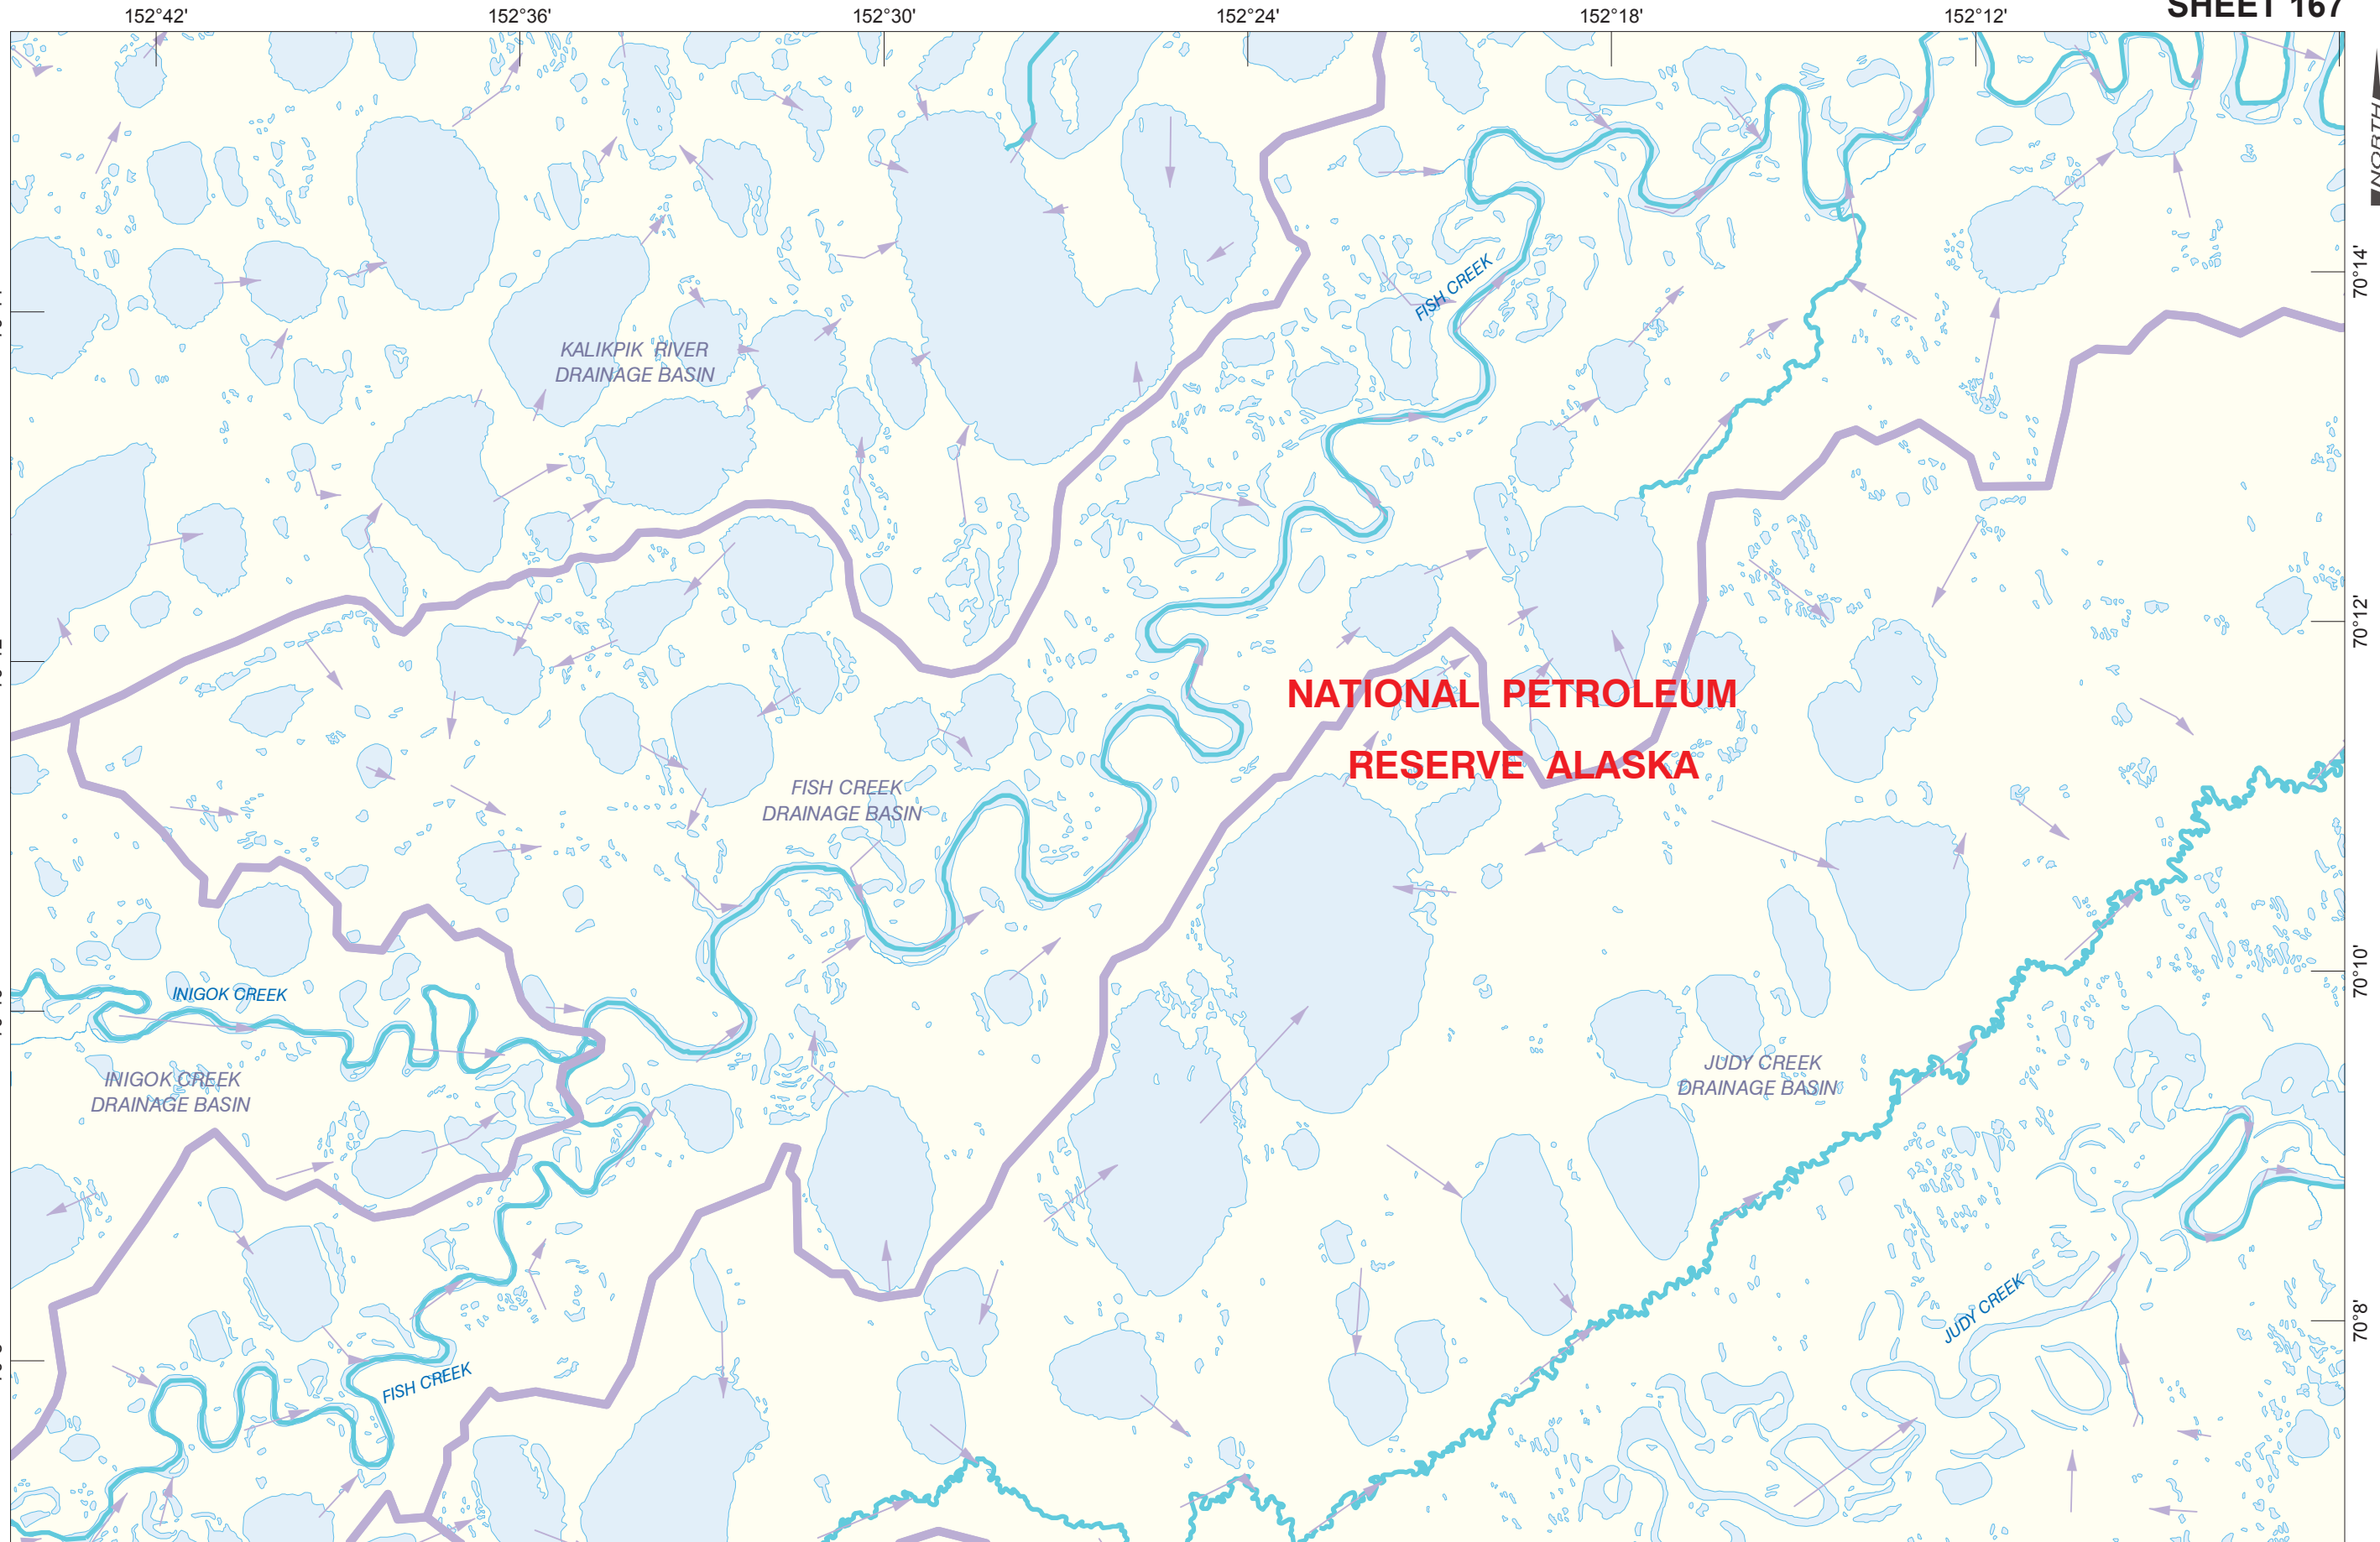 SHEET 167
152°42'
152°36'
152°30'
152°24'
152°18'
152°12'
NORTH
70°14'
FISH CREEK
KALIKPIK RIVER
DRAINAGE BASIN
70°12'
NATIONAL PETROLEUM
RESERVE ALASKA
FISH CREEK
DRAINAGE BASIN
70°10'
INIGOK CREEK
INIGOK CREEK
DRAINAGE BASIN
JUDY CREEK
DRAINAGE BASIN
JUDY CREEK
70°8'
FISH CREEK